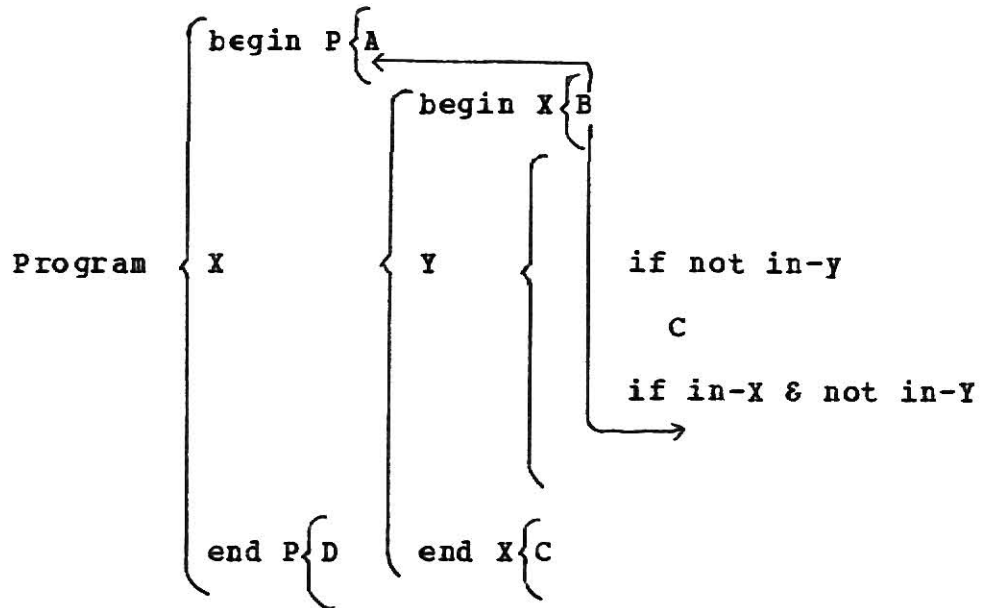 begin P A
begin X B
Program X Y if not in-y
C
if in-X & not in-Y
end P D end X C